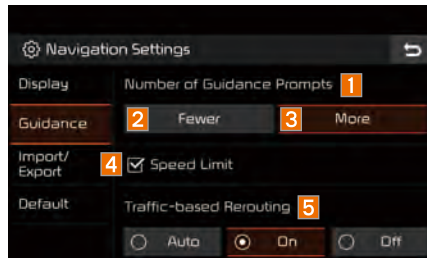 Navigation Settings
Display
Number of Guidance Prompts 1
Guidance
2 Fewer
3 More
Import/
Export
4 Speed Limit
Default
Traffic-based Rerouting 5
Auto
On
Off